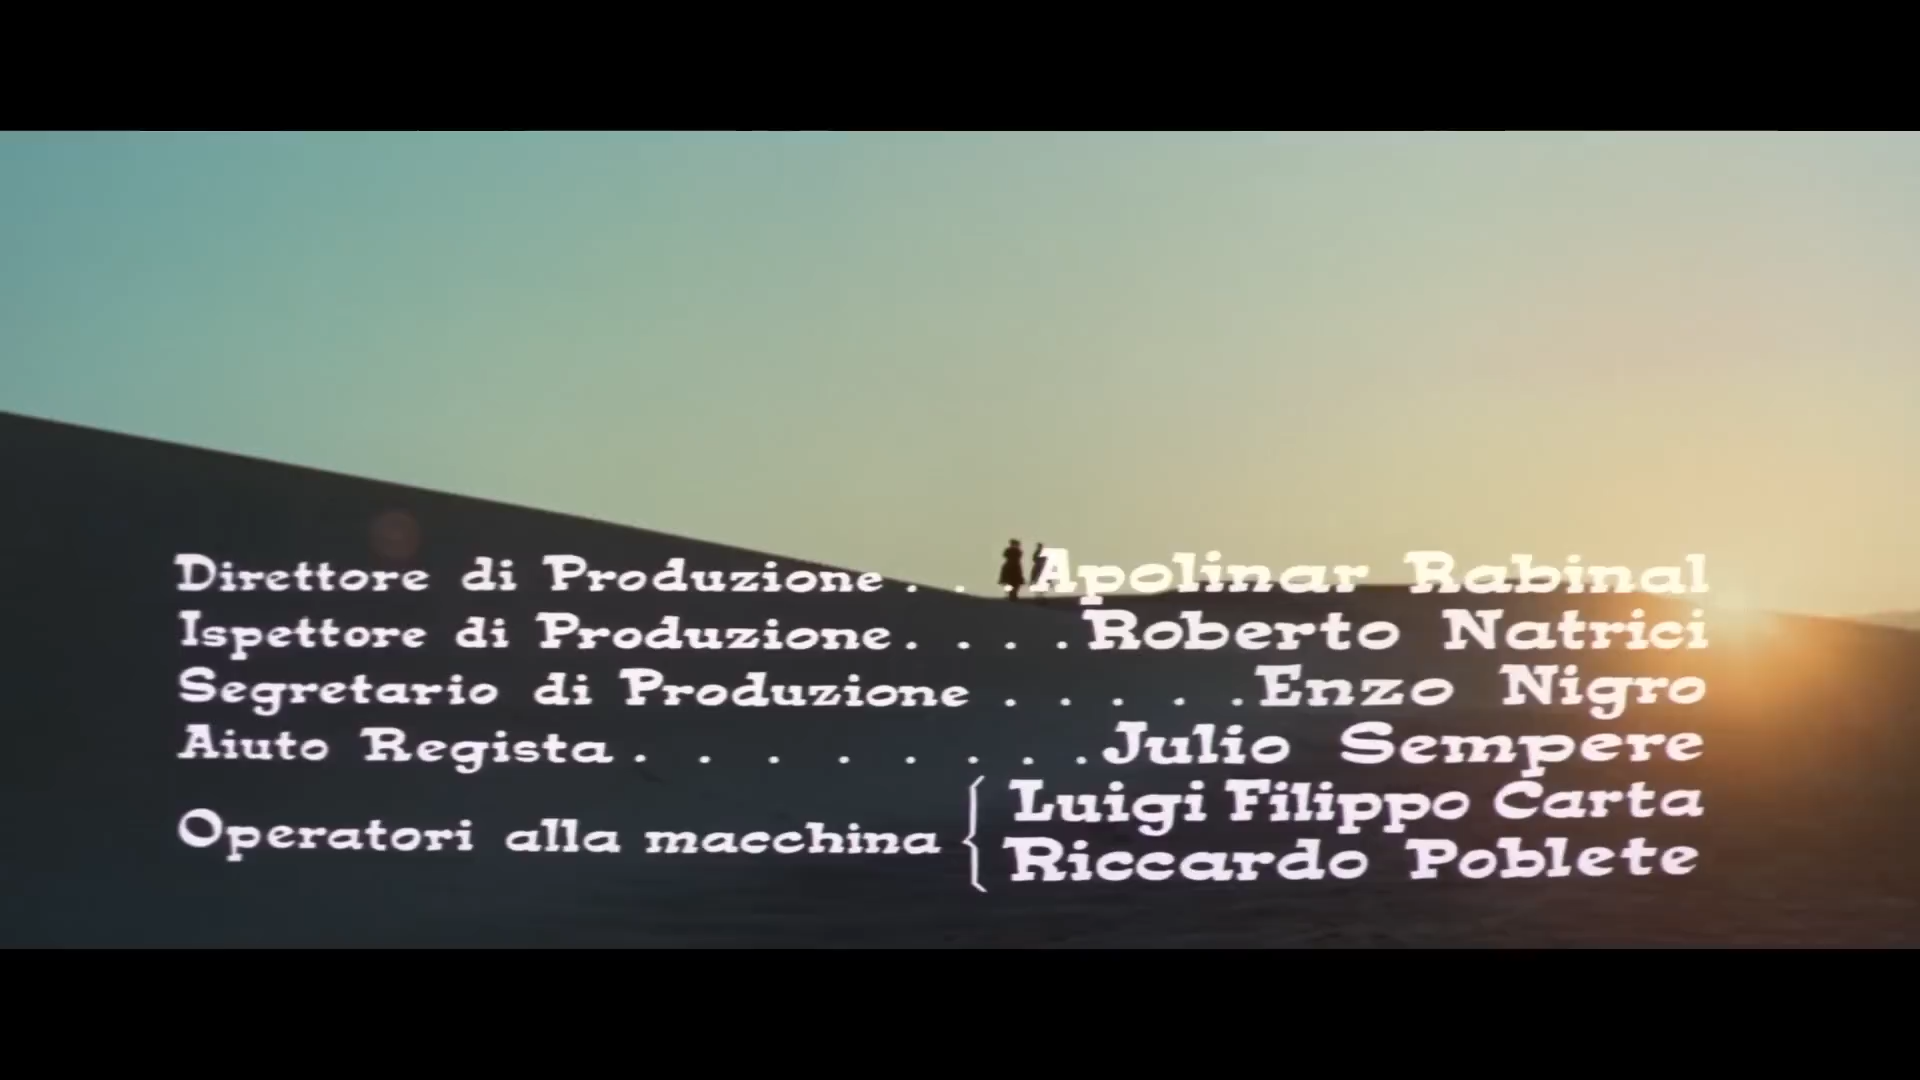 Direttore di Produzione . . . Apolinar Rabinal
Ispettore di Produzione . . . . Roberto Natrici
Segretario di Produzione . . . . . Enzo Nigro
Aiuto Regista . . . . . . . . Julio Sempere
Operatori alla macchina { Luigi Filippo Carta
Riccardo Poblete